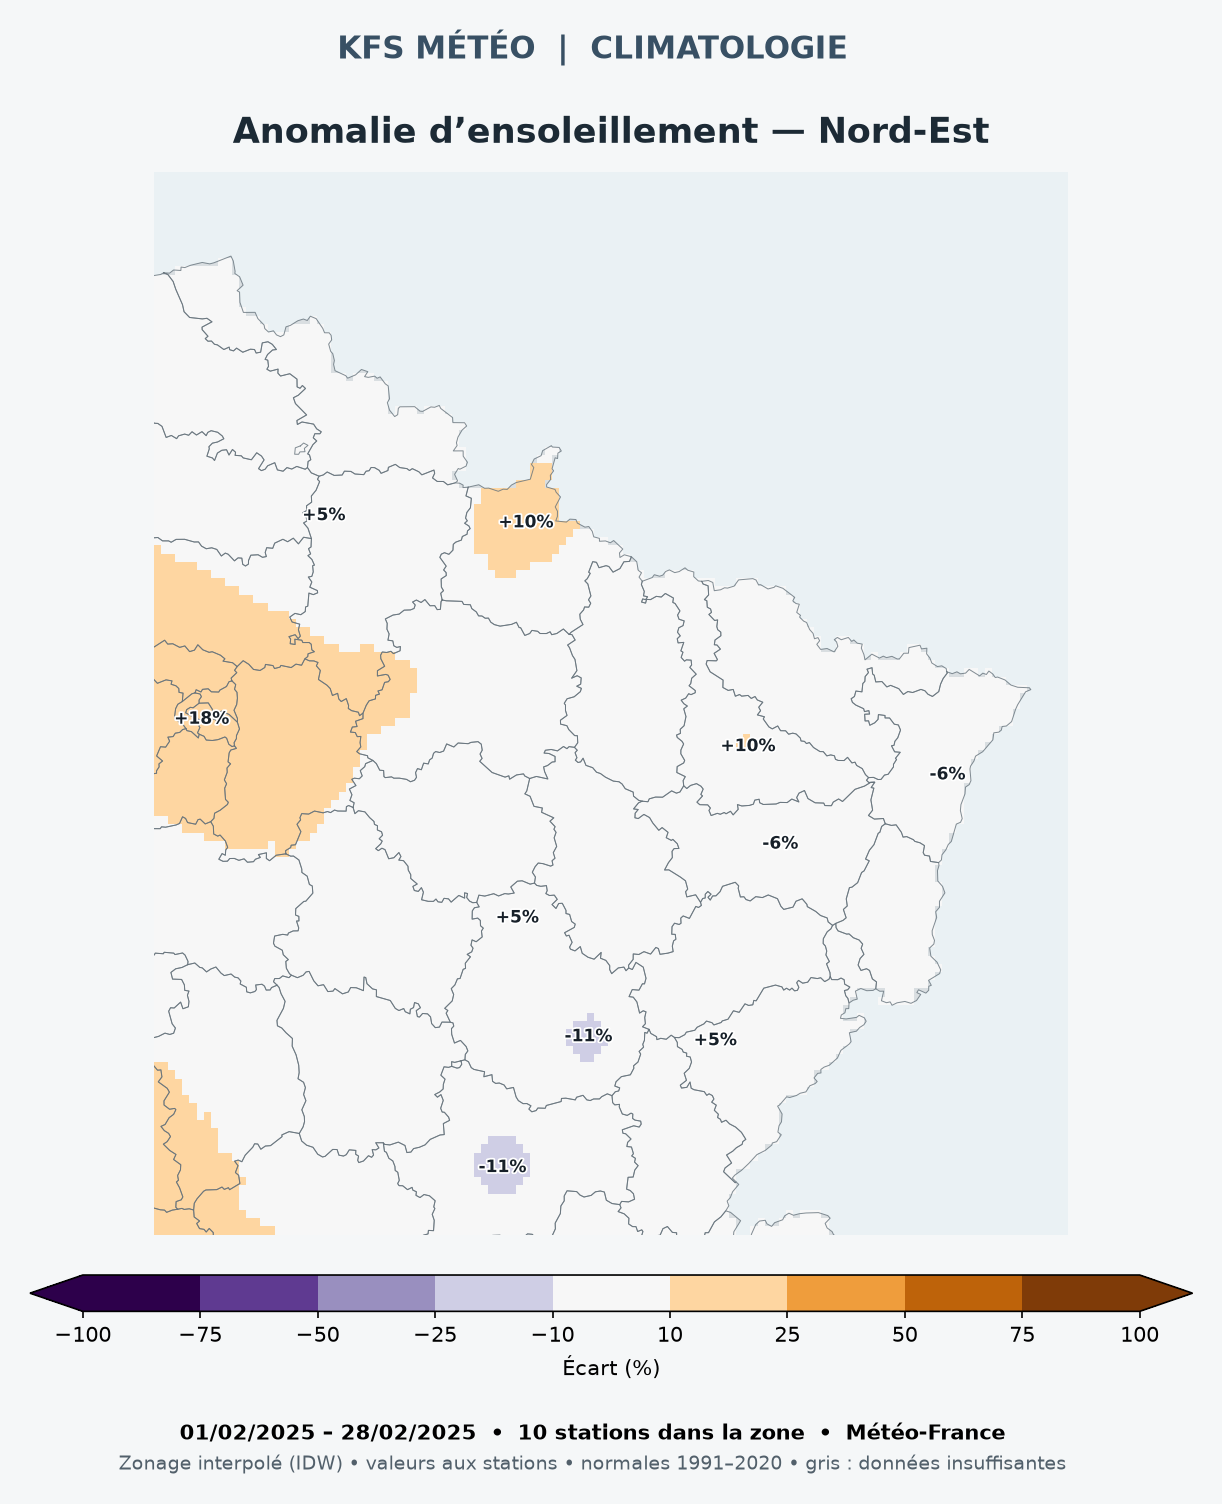 KFS MÉTÉO | CLIMATOLOGIE
Anomalie d’ensoleillement — Nord-Est
+5%
+10%
+18%
+10%
-6%
-6%
+5%
-11%
+5%
-11%
−100 −75 −50 −25 −10 10 25 50 75 100
Écart (%)
01/02/2025 – 28/02/2025 • 10 stations dans la zone • Météo-France
Zonage interpolé (IDW) • valeurs aux stations • normales 1991–2020 • gris : données insuffisantes